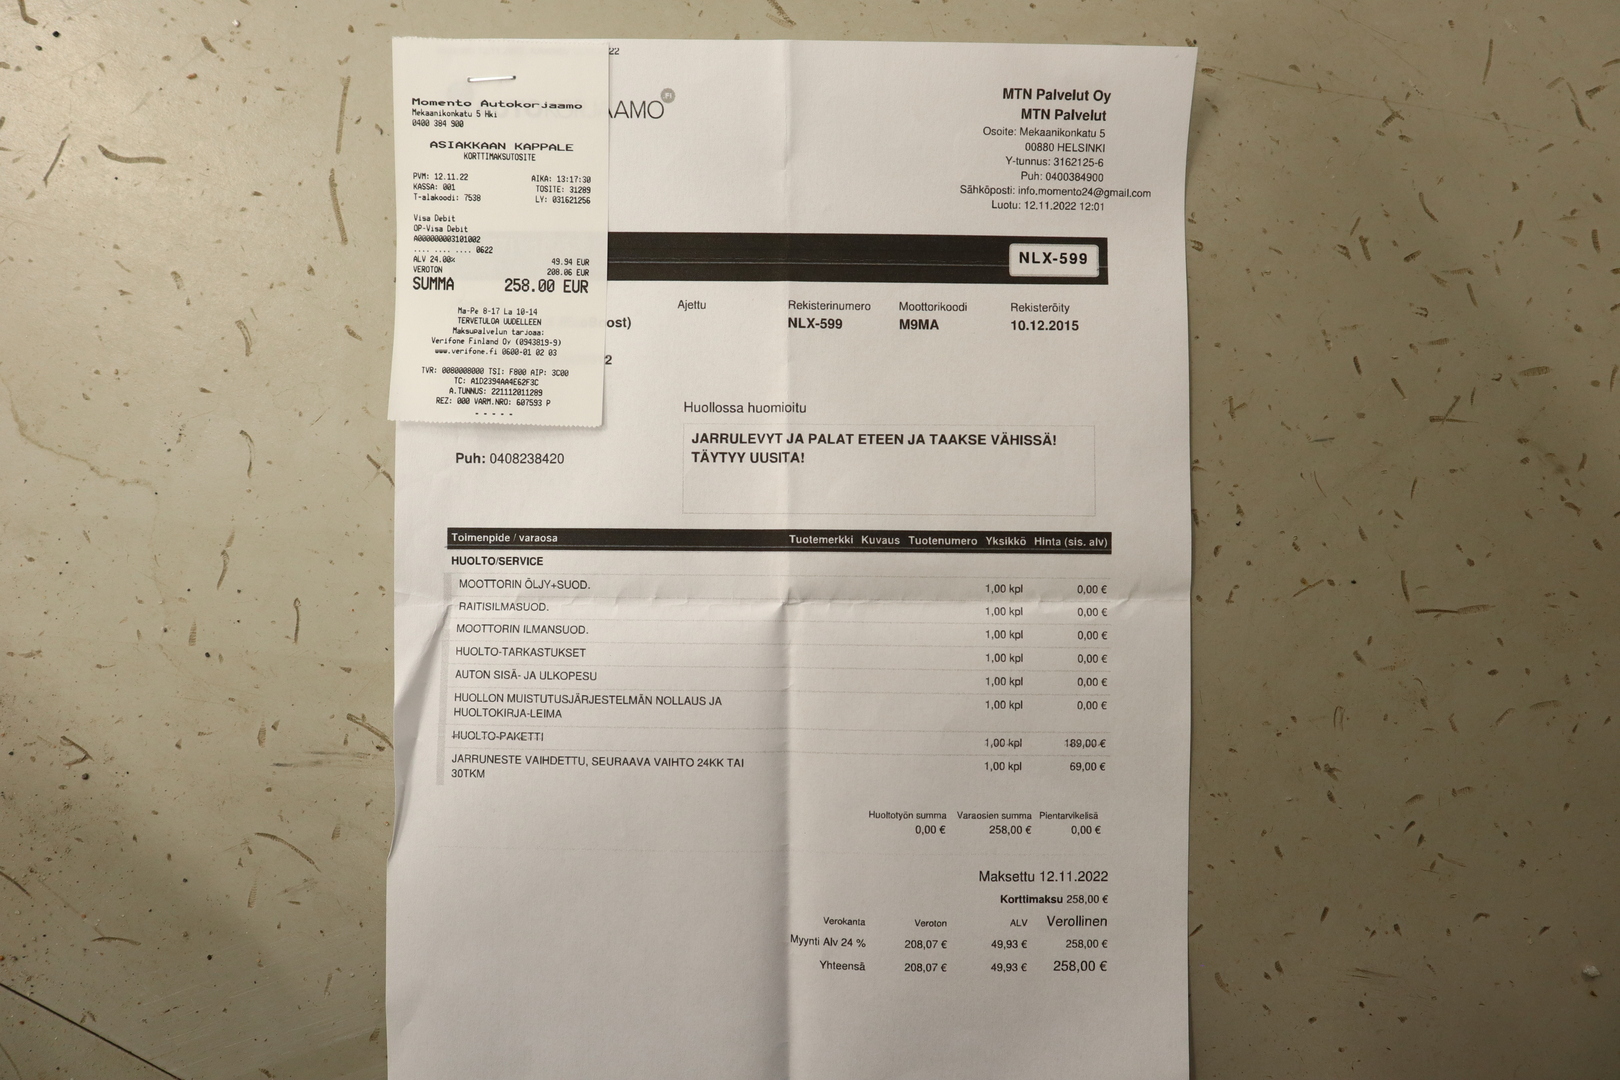 Momento Autokorjaamo
Mekaanikonkatu 5 Hki
0400 384 900
ASIAKKAAN KAPPALE
KORTTIMAKSUTOSITE
PVM: 12.11.22 AIKA: 13:17:30
KASSA: 001 TOSITE: 31289
T-alakoodi: 7538 LY: 031621256
Visa Debit
OP-Visa Debit
A0000000031010002
.... .... .... 0622
ALV 24.00% 49.94 EUR
VEROTON 208.06 EUR
SUMMA 258.00 EUR
Ma-Pe 8-17 La 10-14
TERVETULOA UUDELLEEN
Maksupalvelun tarjoaa:
Verifone Finland Oy (0943819-9)
www.verifone.fi 0600-01 02 03
TVR: 0080008000 TSI: F800 AIP: 3C00
TC: A1D2394AA4E62F3C
A.TUNNUS: 221112011289
REZ: 000 VARM.NRO: 607593 P
- - - - -
22
AAMO FI
MTN Palvelut Oy
MTN Palvelut
Osoite: Mekaanikonkatu 5
00880 HELSINKI
Y-tunnus: 3162125-6
Puh: 0400384900
Sähköposti: info.momento24@gmail.com
Luotu: 12.11.2022 12:01
NLX-599
Ajettu Rekisterinumero Moottorikoodi Rekisteröity
ost) NLX-599 M9MA 10.12.2015
2
Huollossa huomioitu
JARRULEVYT JA PALAT ETEEN JA TAAKSE VÄHISSÄ!
TÄYTYY UUSITA!
Puh: 0408238420
Toimenpide / varaosa Tuotemerkki Kuvaus Tuotenumero Yksikkö Hinta (sis. alv)
HUOLTO/SERVICE
MOOTTORIN ÖLJY+SUOD. 1,00 kpl 0,00 €
RAITISILMASUOD. 1,00 kpl 0,00 €
MOOTTORIN ILMANSUOD. 1,00 kpl 0,00 €
HUOLTO-TARKASTUKSET 1,00 kpl 0,00 €
AUTON SISÄ- JA ULKOPESU 1,00 kpl 0,00 €
HUOLLON MUISTUTUSJÄRJESTELMÄN NOLLAUS JA 1,00 kpl 0,00 €
HUOLTOKIRJA-LEIMA
HUOLTO-PAKETTI 1,00 kpl 189,00 €
JARRUNESTE VAIHDETTU, SEURAAVA VAIHTO 24KK TAI 1,00 kpl 69,00 €
30TKM
Huoltotyön summa Varaosien summa Pientarvikelisä
0,00 € 258,00 € 0,00 €
Maksettu 12.11.2022
Korttimaksu 258,00 €
Verokanta Veroton ALV Verollinen
Myynti Alv 24 % 208,07 € 49,93 € 258,00 €
Yhteensä 208,07 € 49,93 € 258,00 €